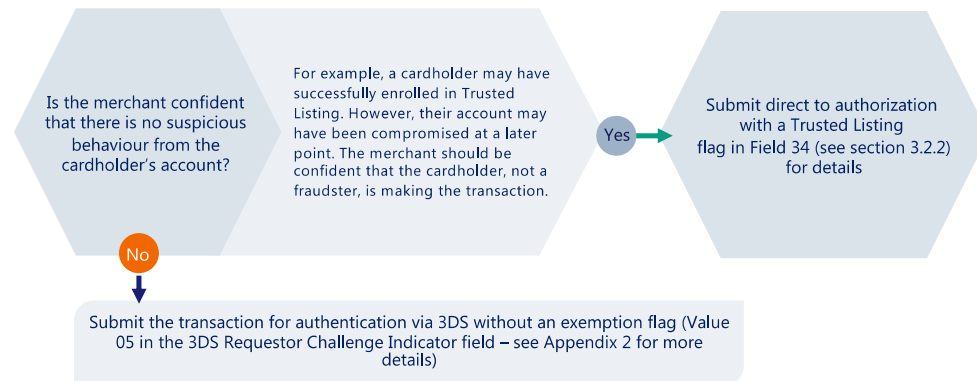 Is the merchant confident
that there is no suspicious
behaviour from the
cardholder's account?
For example, a cardholder may have
successfully enrolled in Trusted
Listing. However, their account may
have been compromised at a later
point. The merchant should be
confident that the cardholder, not a
fraudster, is making the transaction.
Yes
Submit direct to authorization
with a Trusted Listing
flag in Field 34 (see section 3.2.2)
for details
No
Submit the transaction for authentication via 3DS without an exemption flag (Value
05 in the 3DS Requestor Challenge Indicator field – see Appendix 2 for more
details)